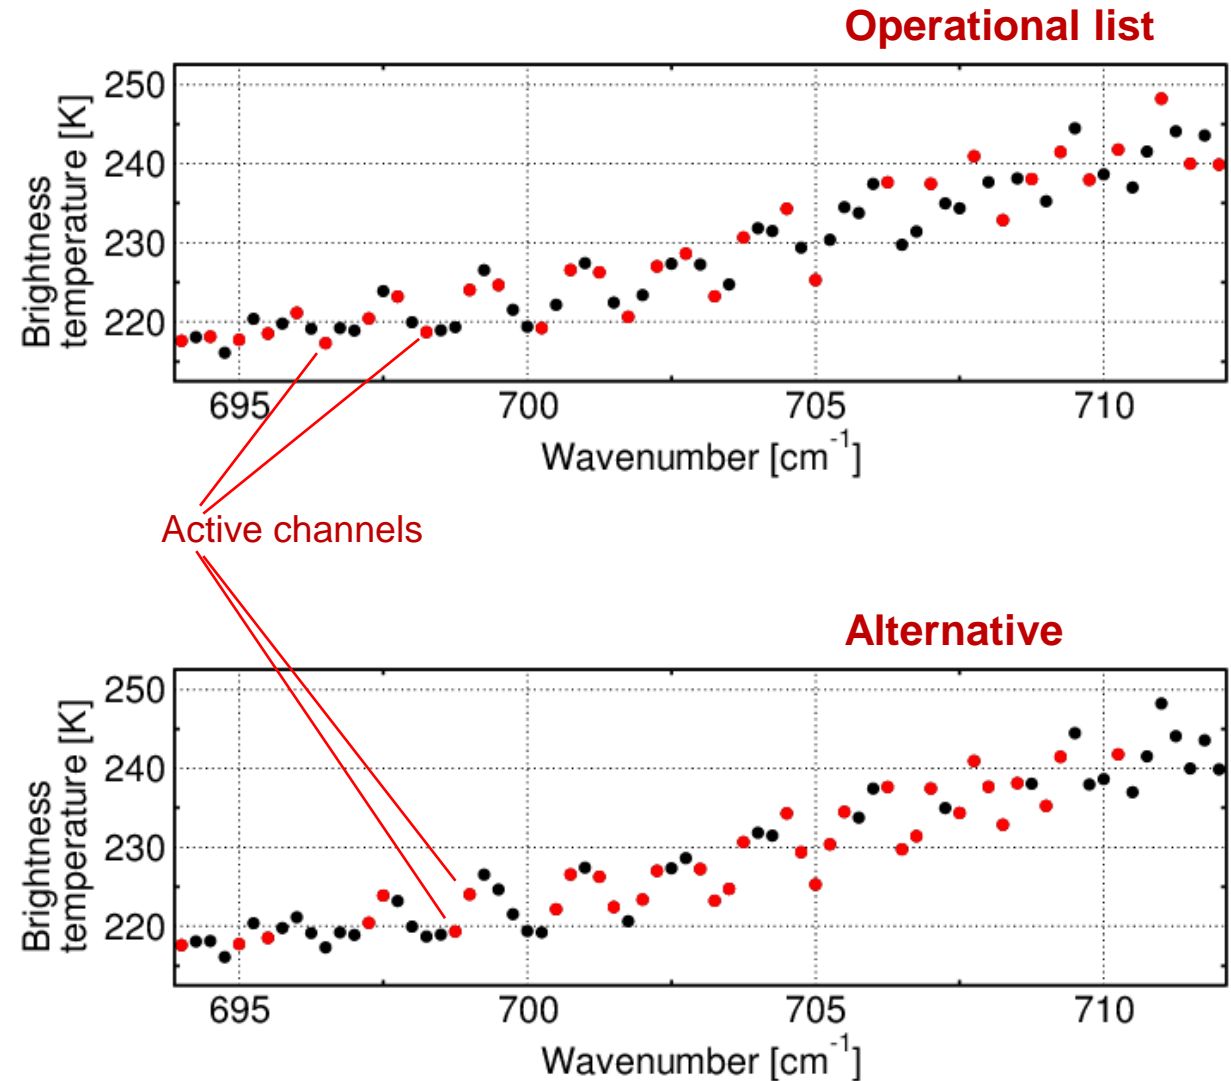 Operational list
250
240
230
220
Brightness
temperature [K]
695 700 705 710
Wavenumber [cm-1]
Active channels
Alternative
250
240
230
220
Brightness
temperature [K]
695 700 705 710
Wavenumber [cm-1]